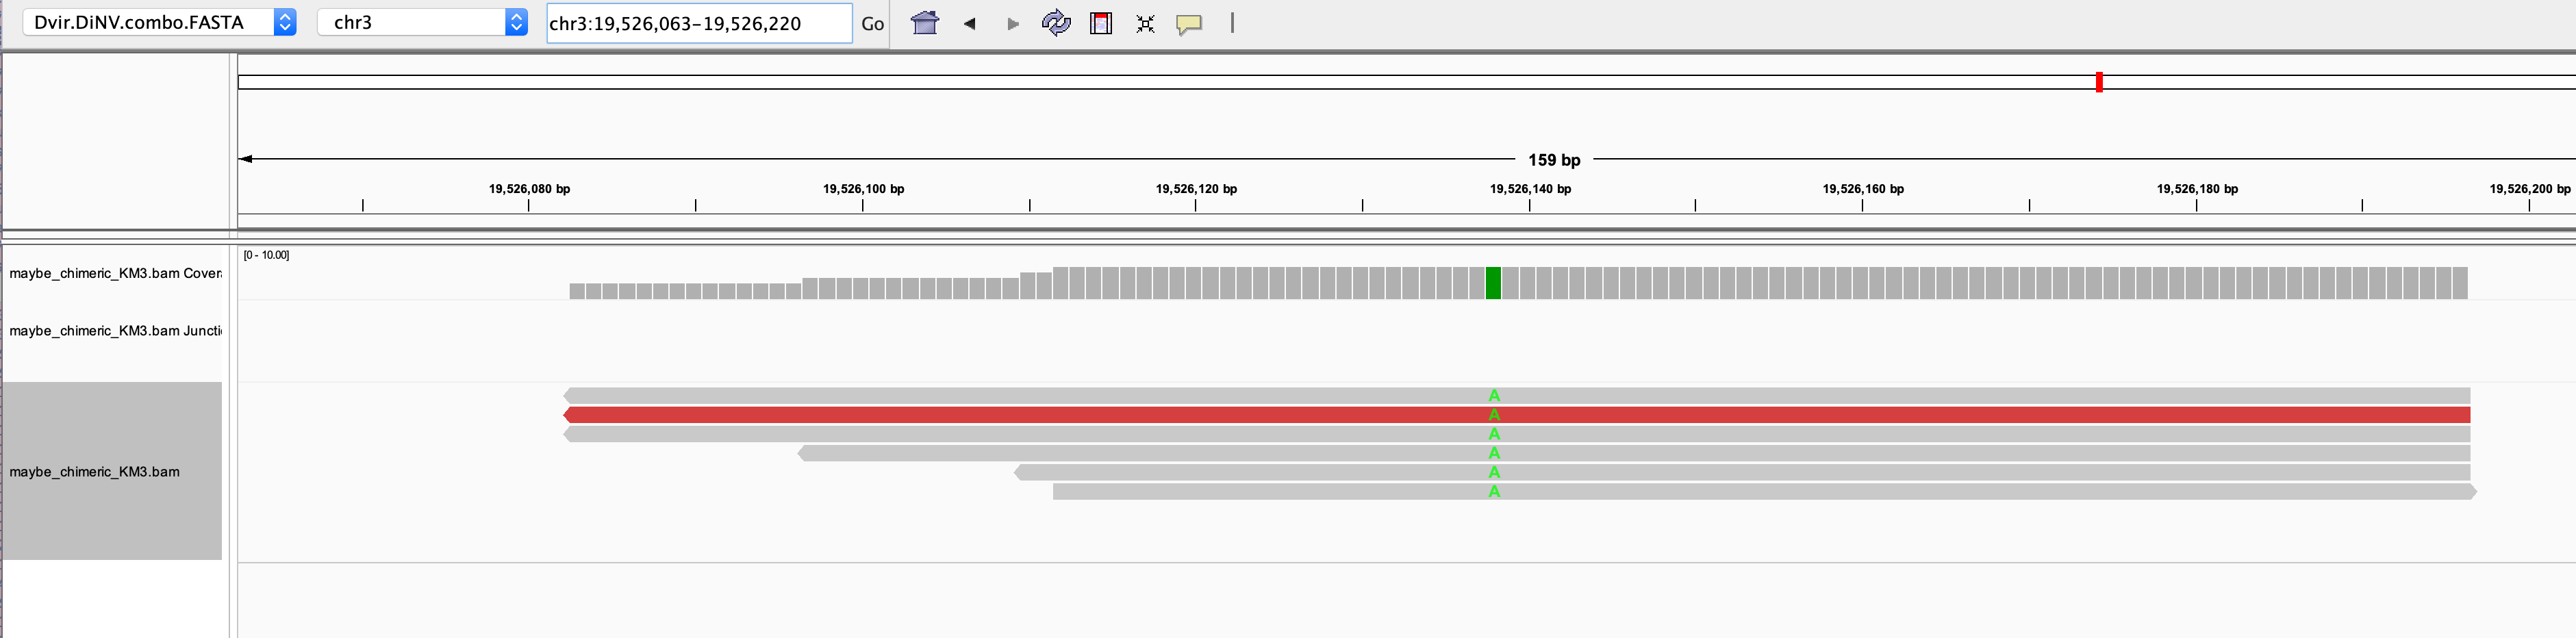 Dvir.DiNV.combo.FASTA chr3 chr3:19,526,063-19,526,220 Go
159 bp
19,526,080 bp 19,526,100 bp 19,526,120 bp 19,526,140 bp 19,526,160 bp 19,526,180 bp 19,526,200 bp
[0 - 10.00]
maybe_chimeric_KM3.bam Covera
maybe_chimeric_KM3.bam Junctio
A
A
A
A
maybe_chimeric_KM3.bam A
A